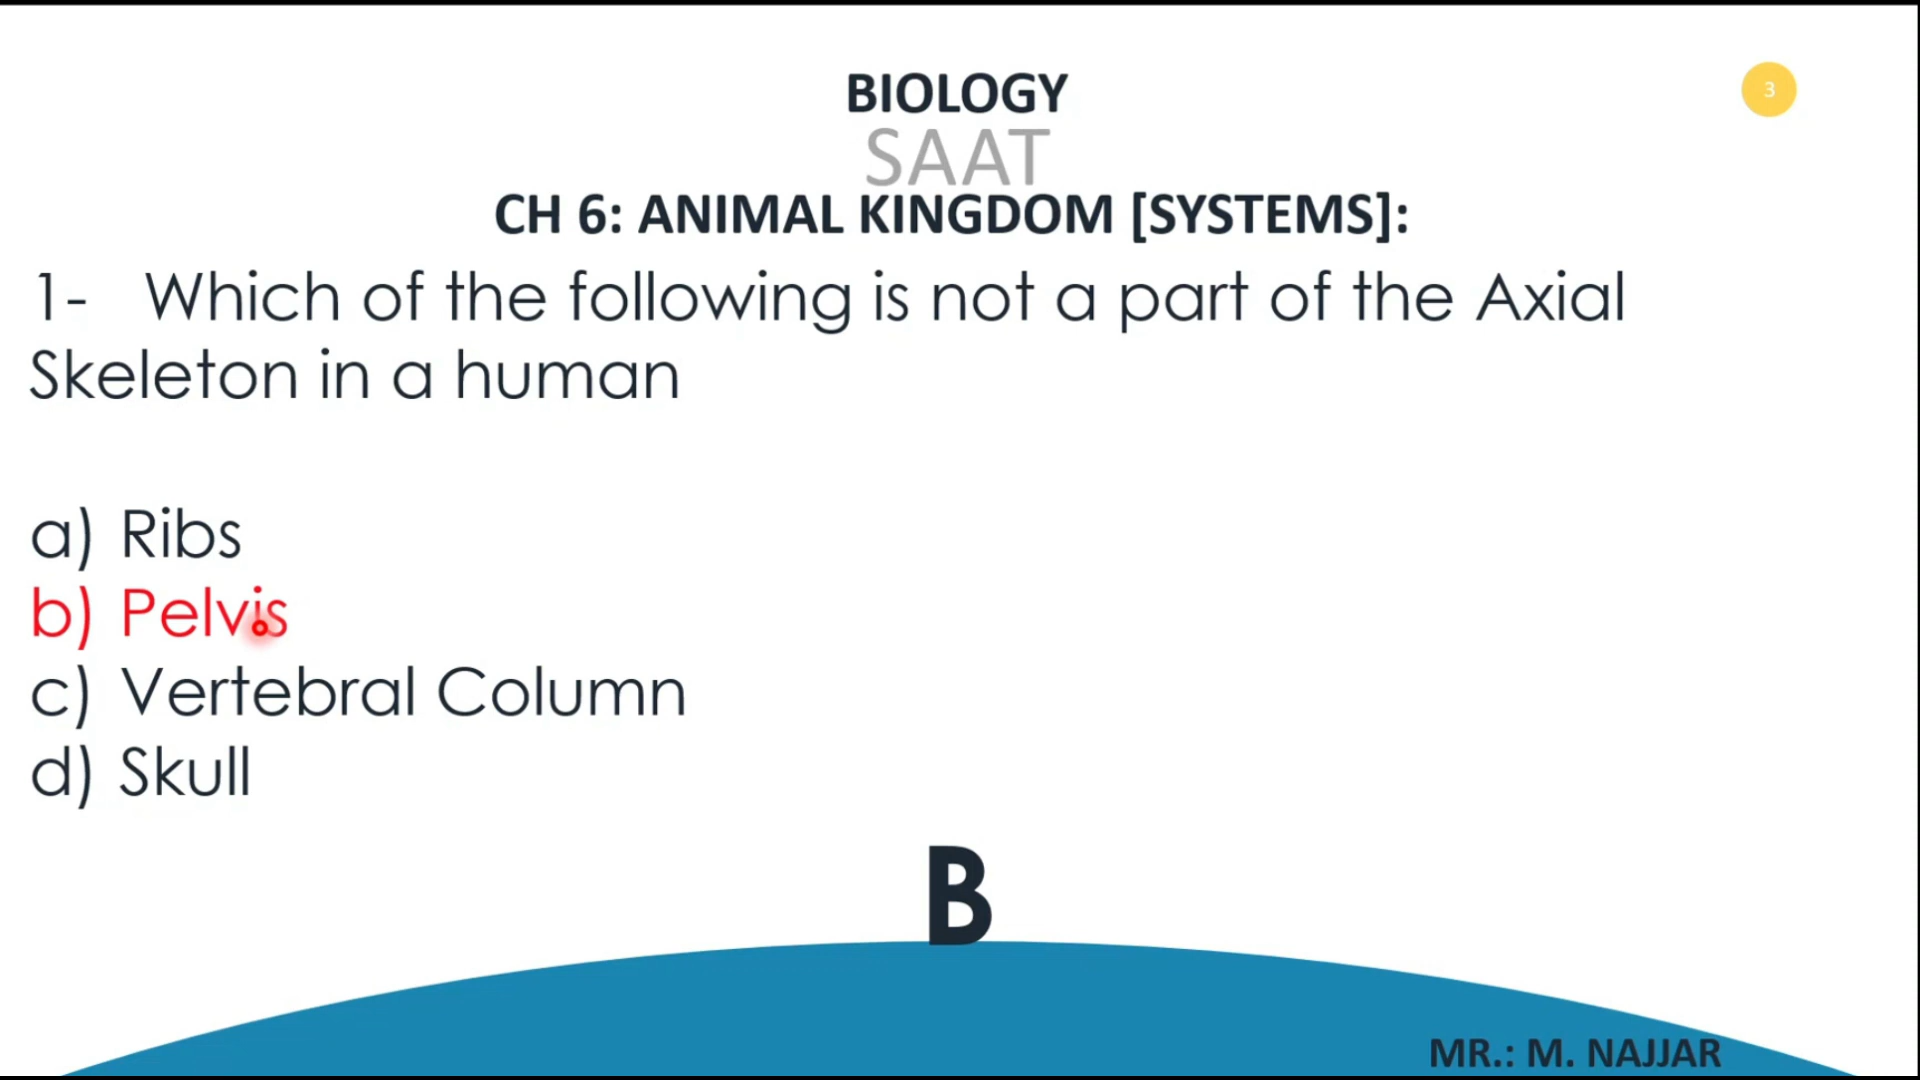 BIOLOGY
3
SAAT
CH 6: ANIMAL KINGDOM [SYSTEMS]:
1- Which of the following is not a part of the Axial
Skeleton in a human
a) Ribs
b) Pelvis
c) Vertebral Column
d) Skull
B
MR.: M. NAJJAR